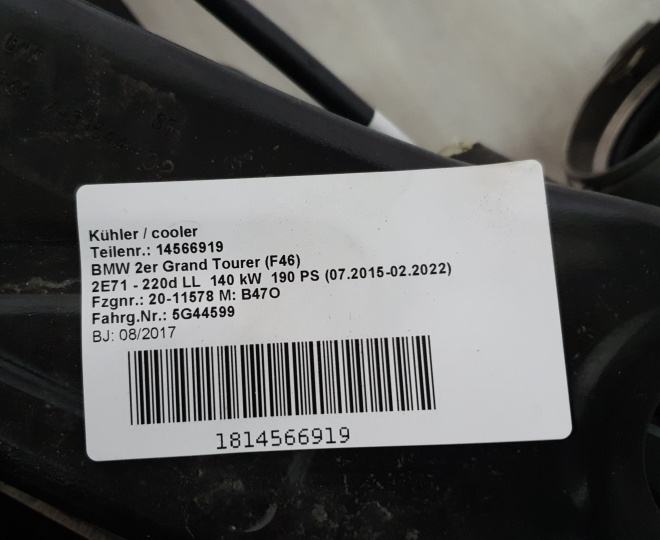 Kühler / cooler
Teilenr.: 14566919
BMW 2er Grand Tourer (F46)
2E71 - 220d LL 140 kW 190 PS (07.2015-02.2022)
Fzgnr.: 20-11578 M: B47O
Fahrg.Nr.: 5G44599
BJ: 08/2017
1814566919